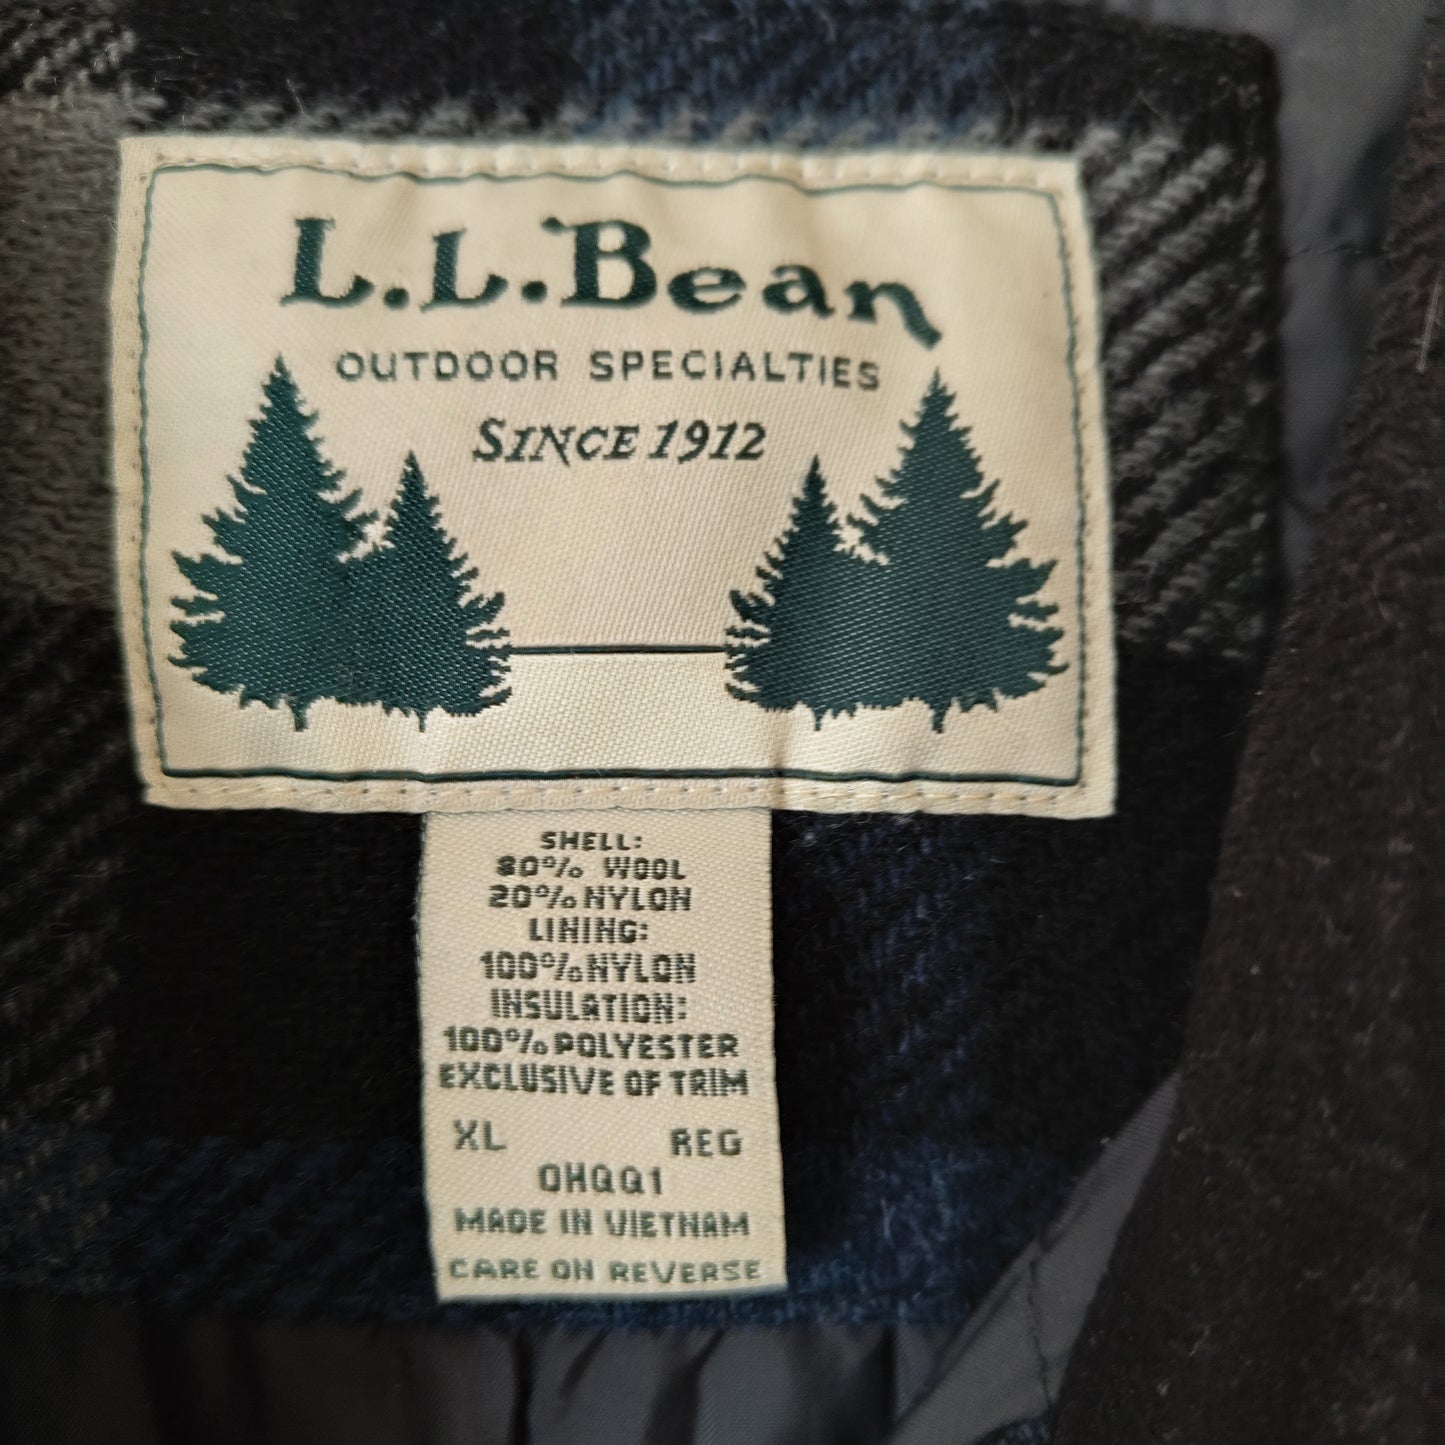 L.L.Bean
OUTDOOR SPECIALTIES
SINCE 1912
SHELL:
80% WOOL
20% NYLON
LINING:
100% NYLON
INSULATION:
100% POLYESTER
EXCLUSIVE OF TRIM
XL REG
OHQQ1
MADE IN VIETNAM
CARE ON REVERSE